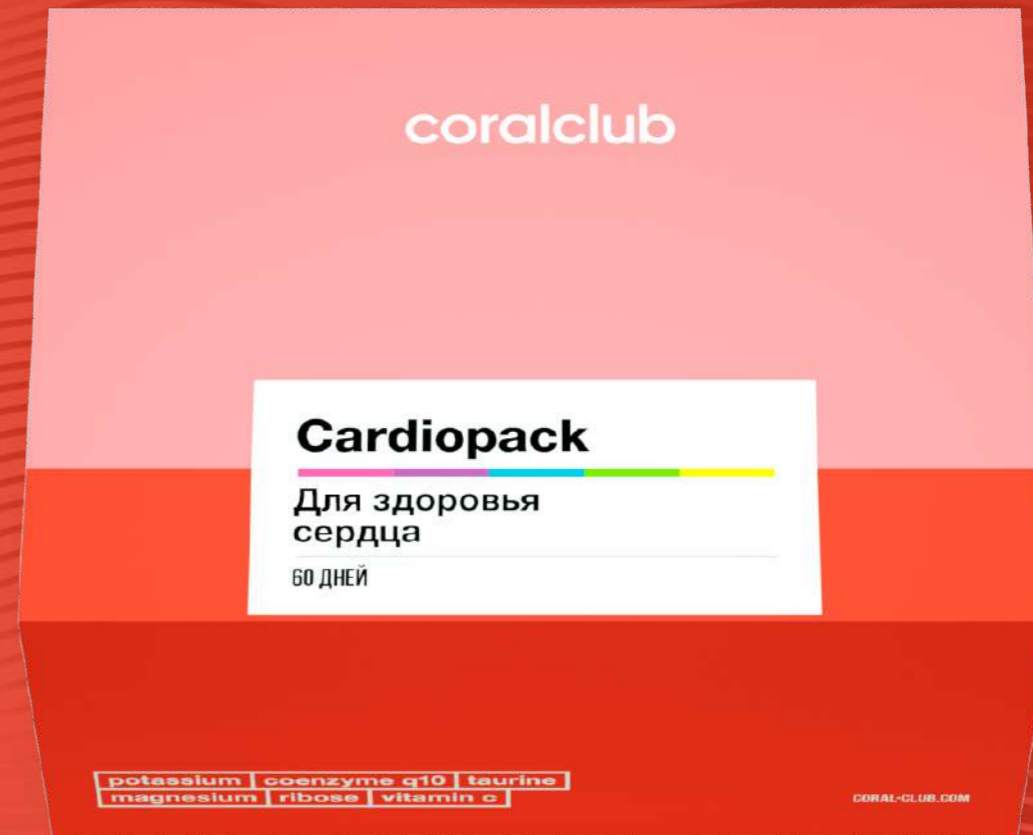 coralclub
Cardiopack
Для здоровья
сердца
60 ДНЕЙ
potassium coenzyme q10 taurine
magnesium ribose vitamin c
CORAL-CLUB.COM